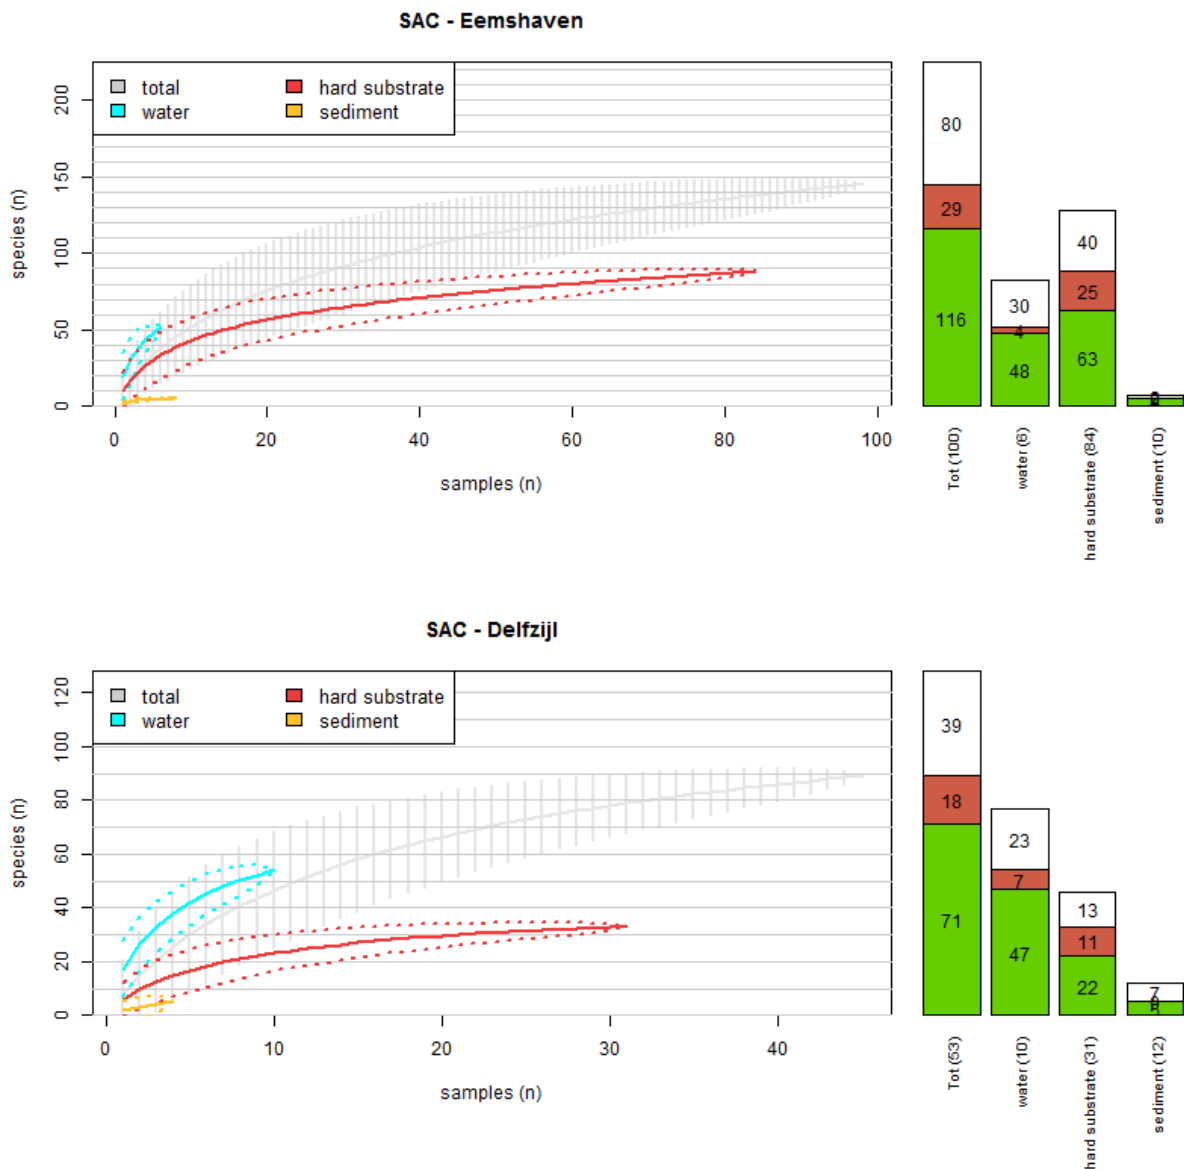 SAC - Eemshaven
total
hard substrate
water
sediment
species (n)
200
150
100
50
0
0 20 40 60 80 100
samples (n)
80
29
116
30
4
48
40
25
63
Tot (100)
water (6)
hard substrate (84)
sediment (10)
SAC - Delfzijl
total
hard substrate
water
sediment
species (n)
120
100
80
60
40
20
0
0 10 20 30 40
samples (n)
39
18
71
23
7
47
13
11
22
7
Tot (53)
water (10)
hard substrate (31)
sediment (12)